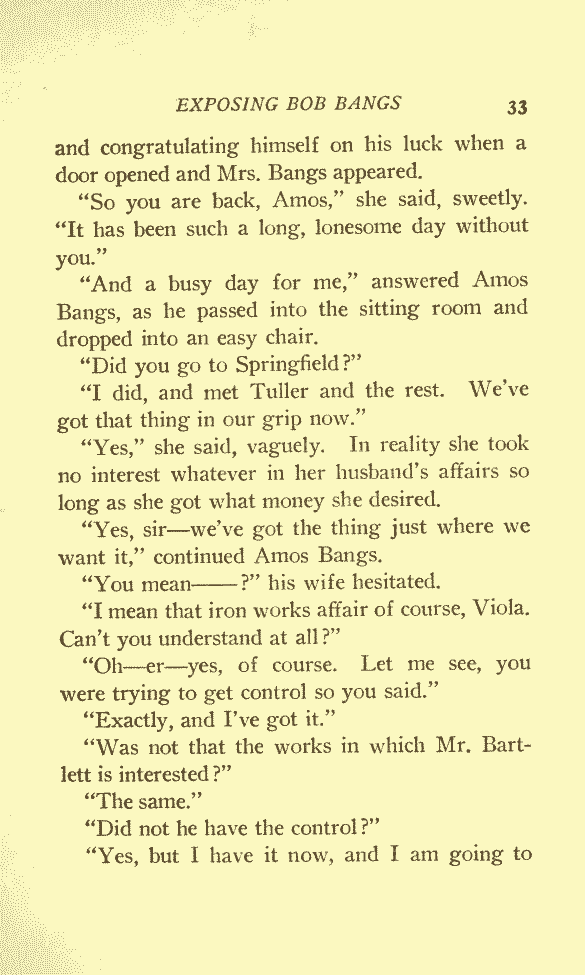 EXPOSING BOB BANGS 33
and congratulating himself on his luck when a
door opened and Mrs. Bangs appeared.
“So you are back, Amos,” she said, sweetly.
“It has been such a long, lonesome day without
you.”
“And a busy day for me,” answered Amos
Bangs, as he passed into the sitting room and
dropped into an easy chair.
“Did you go to Springfield?”
“I did, and met Tuller and the rest. We’ve
got that thing in our grip now.”
“Yes,” she said, vaguely. In reality she took
no interest whatever in her husband’s affairs so
long as she got what money she desired.
“Yes, sir—we’ve got the thing just where we
want it,” continued Amos Bangs.
“You mean——?” his wife hesitated.
“I mean that iron works affair of course, Viola.
Can’t you understand at all?”
“Oh—er—yes, of course. Let me see, you
were trying to get control so you said.”
“Exactly, and I’ve got it.”
“Was not that the works in which Mr. Bart-
lett is interested?”
“The same.”
“Did not he have the control?”
“Yes, but I have it now, and I am going to